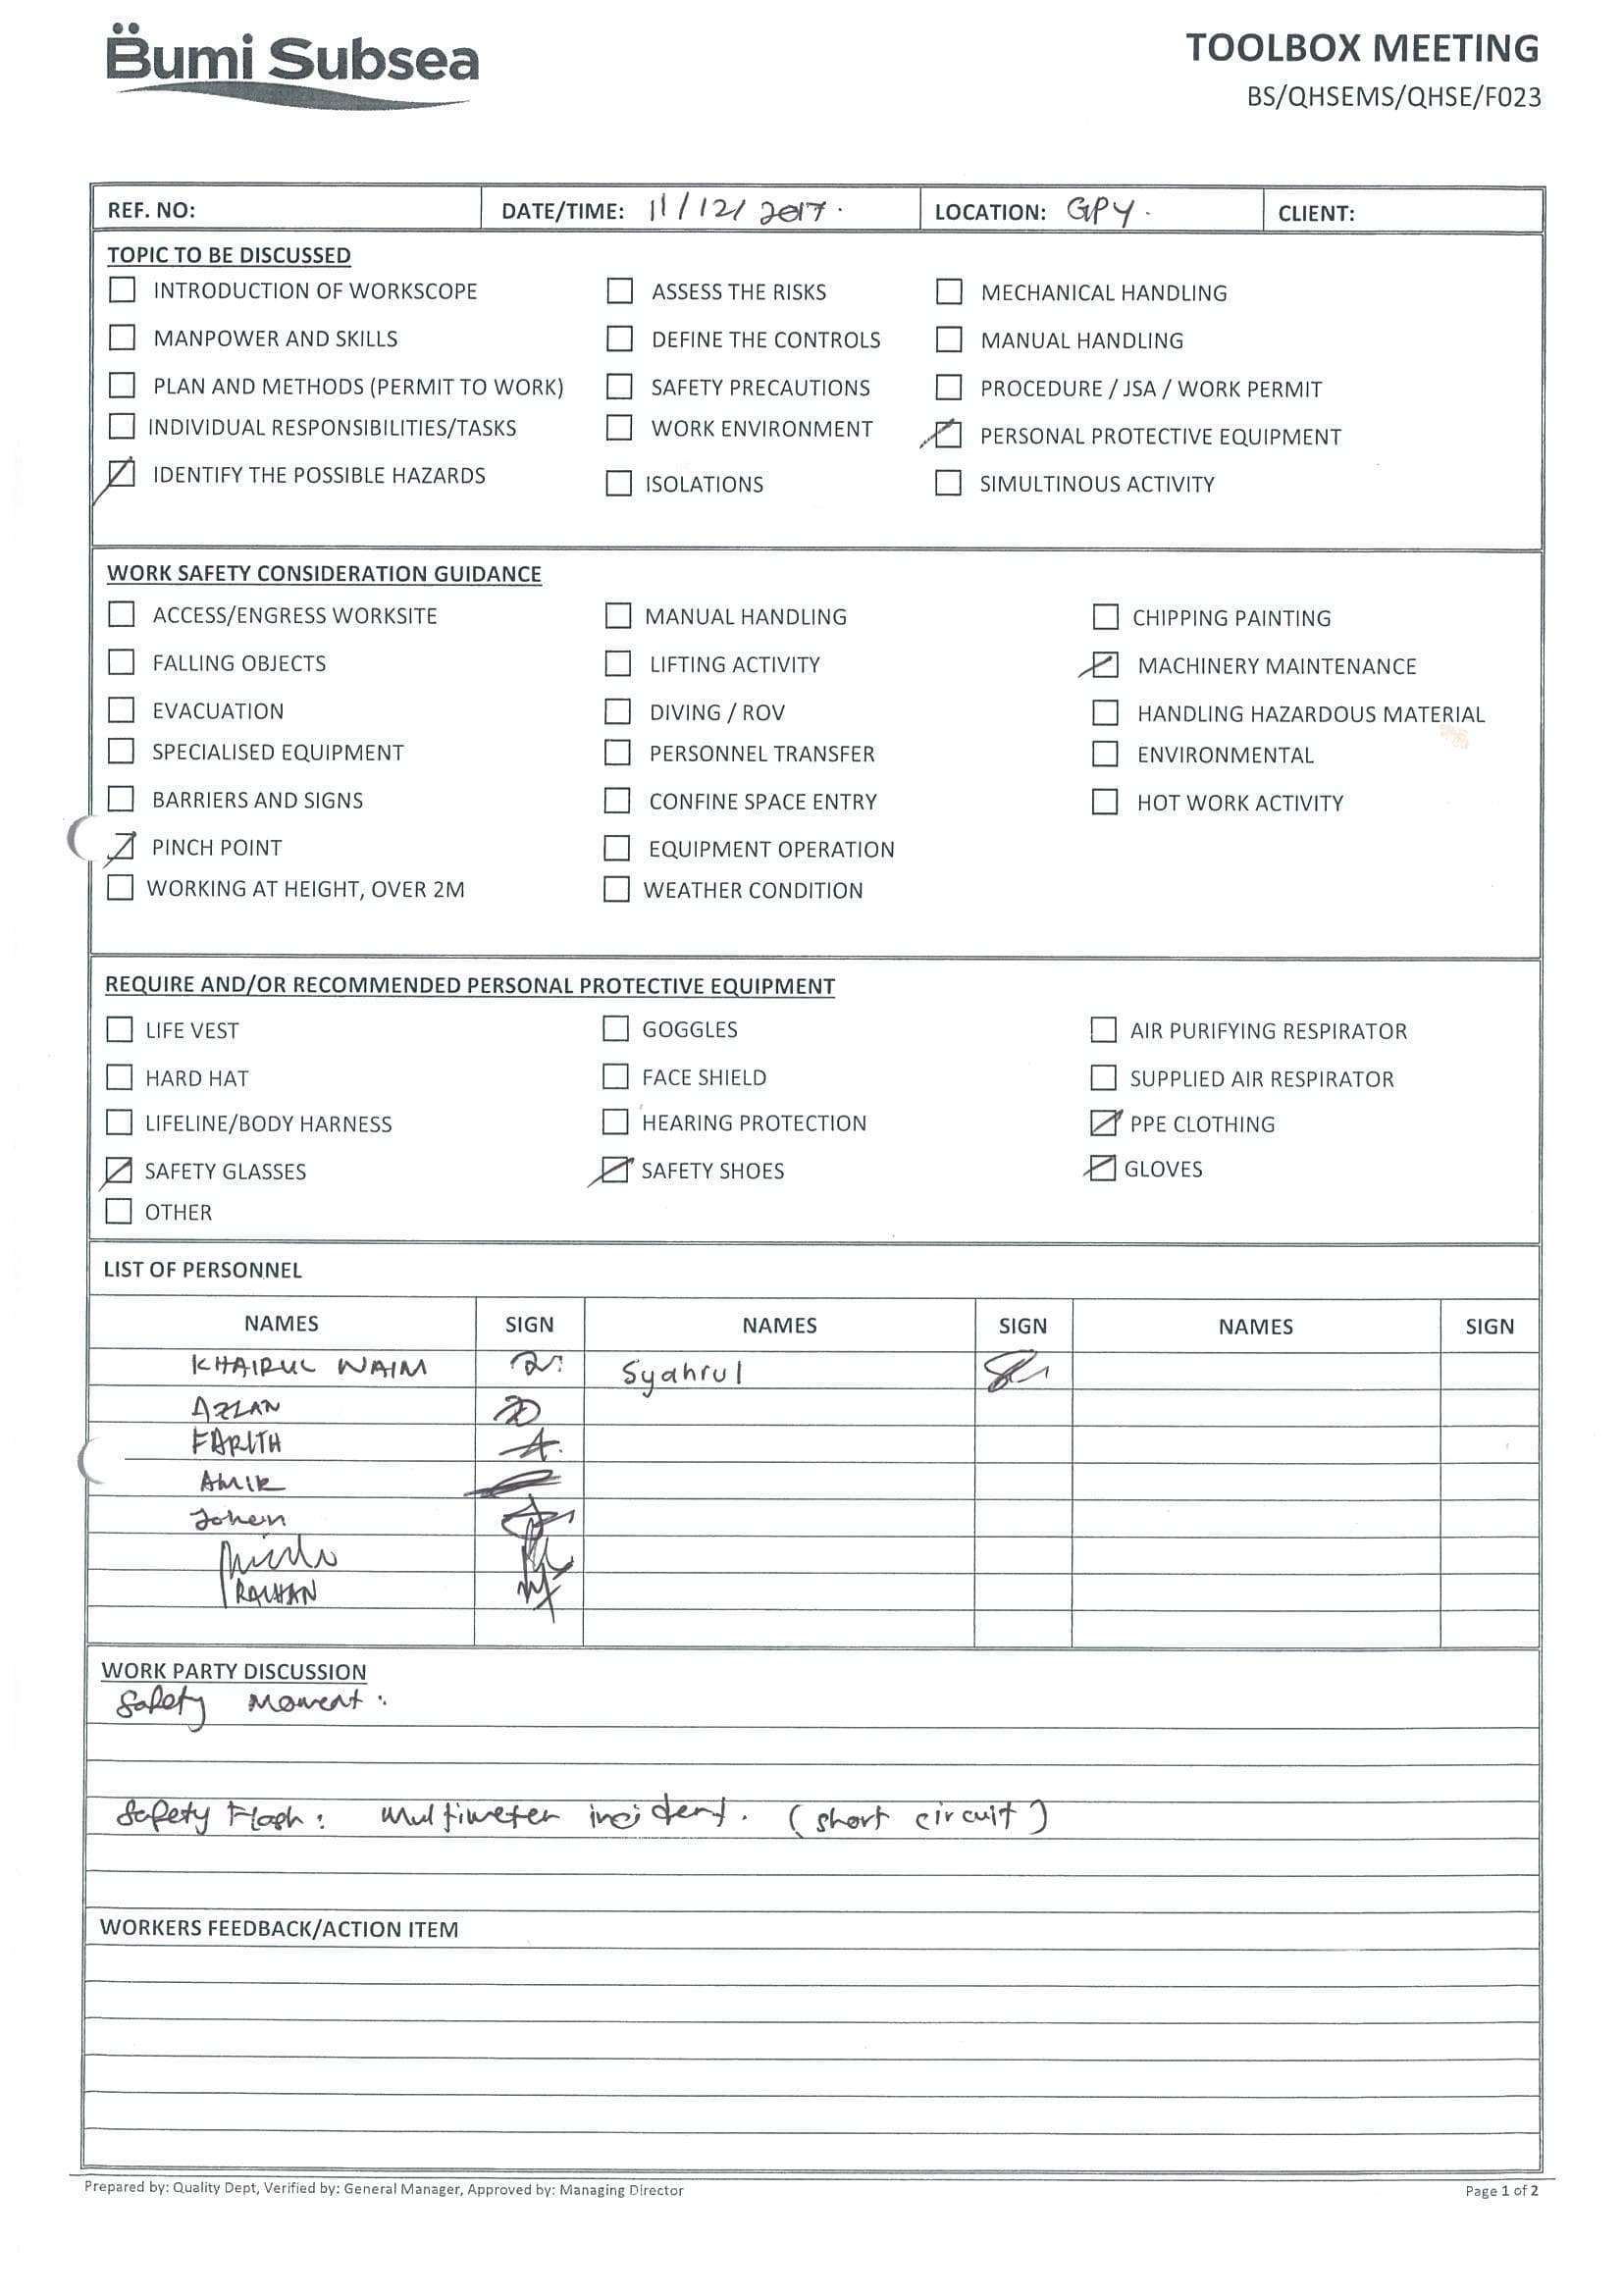 Bumi Subsea
TOOLBOX MEETING
BS/QHSEMS/QHSE/F023
REF. NO: DATE/TIME: 11/12/2017. LOCATION: GPY. CLIENT:
TOPIC TO BE DISCUSSED
INTRODUCTION OF WORKSCOPE ASSESS THE RISKS MECHANICAL HANDLING
MANPOWER AND SKILLS DEFINE THE CONTROLS MANUAL HANDLING
PLAN AND METHODS (PERMIT TO WORK) SAFETY PRECAUTIONS PROCEDURE / JSA / WORK PERMIT
INDIVIDUAL RESPONSIBILITIES/TASKS WORK ENVIRONMENT PERSONAL PROTECTIVE EQUIPMENT
IDENTIFY THE POSSIBLE HAZARDS ISOLATIONS SIMULTINOUS ACTIVITY
WORK SAFETY CONSIDERATION GUIDANCE
ACCESS/ENGRESS WORKSITE MANUAL HANDLING CHIPPING PAINTING
FALLING OBJECTS LIFTING ACTIVITY MACHINERY MAINTENANCE
EVACUATION DIVING / ROV HANDLING HAZARDOUS MATERIAL
SPECIALISED EQUIPMENT PERSONNEL TRANSFER ENVIRONMENTAL
BARRIERS AND SIGNS CONFINE SPACE ENTRY HOT WORK ACTIVITY
PINCH POINT EQUIPMENT OPERATION
WORKING AT HEIGHT, OVER 2M WEATHER CONDITION
REQUIRE AND/OR RECOMMENDED PERSONAL PROTECTIVE EQUIPMENT
LIFE VEST GOGGLES AIR PURIFYING RESPIRATOR
HARD HAT FACE SHIELD SUPPLIED AIR RESPIRATOR
LIFELINE/BODY HARNESS HEARING PROTECTION PPE CLOTHING
SAFETY GLASSES SAFETY SHOES GLOVES
OTHER
LIST OF PERSONNEL
NAMES SIGN NAMES SIGN NAMES SIGN
KHAIRUL NAIM Syahrul
AZLAN
FARITH
AMIR
Johen
RAIHAN
WORK PARTY DISCUSSION
Safety Moment :
Safety Flash : Multimeter incident. (short circuit)
WORKERS FEEDBACK/ACTION ITEM
Prepared by: Quality Dept, Verified by: General Manager, Approved by: Managing Director Page 1 of 2